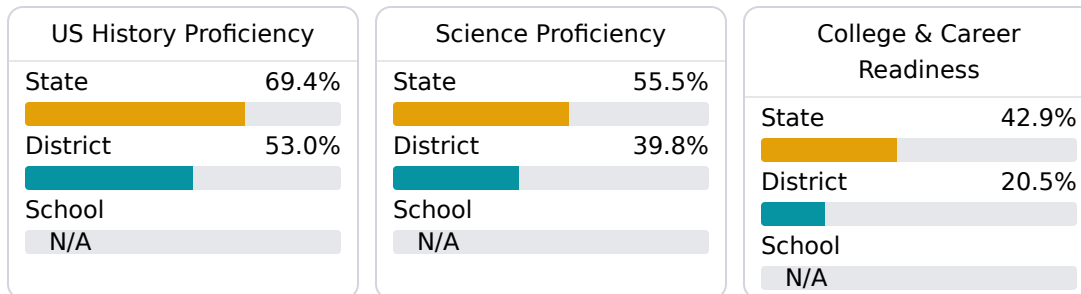 US History Proficiency
State 69.4%
District 53.0%
School
N/A
Science Proficiency
State 55.5%
District 39.8%
School
N/A
College & Career
Readiness
State 42.9%
District 20.5%
School
N/A